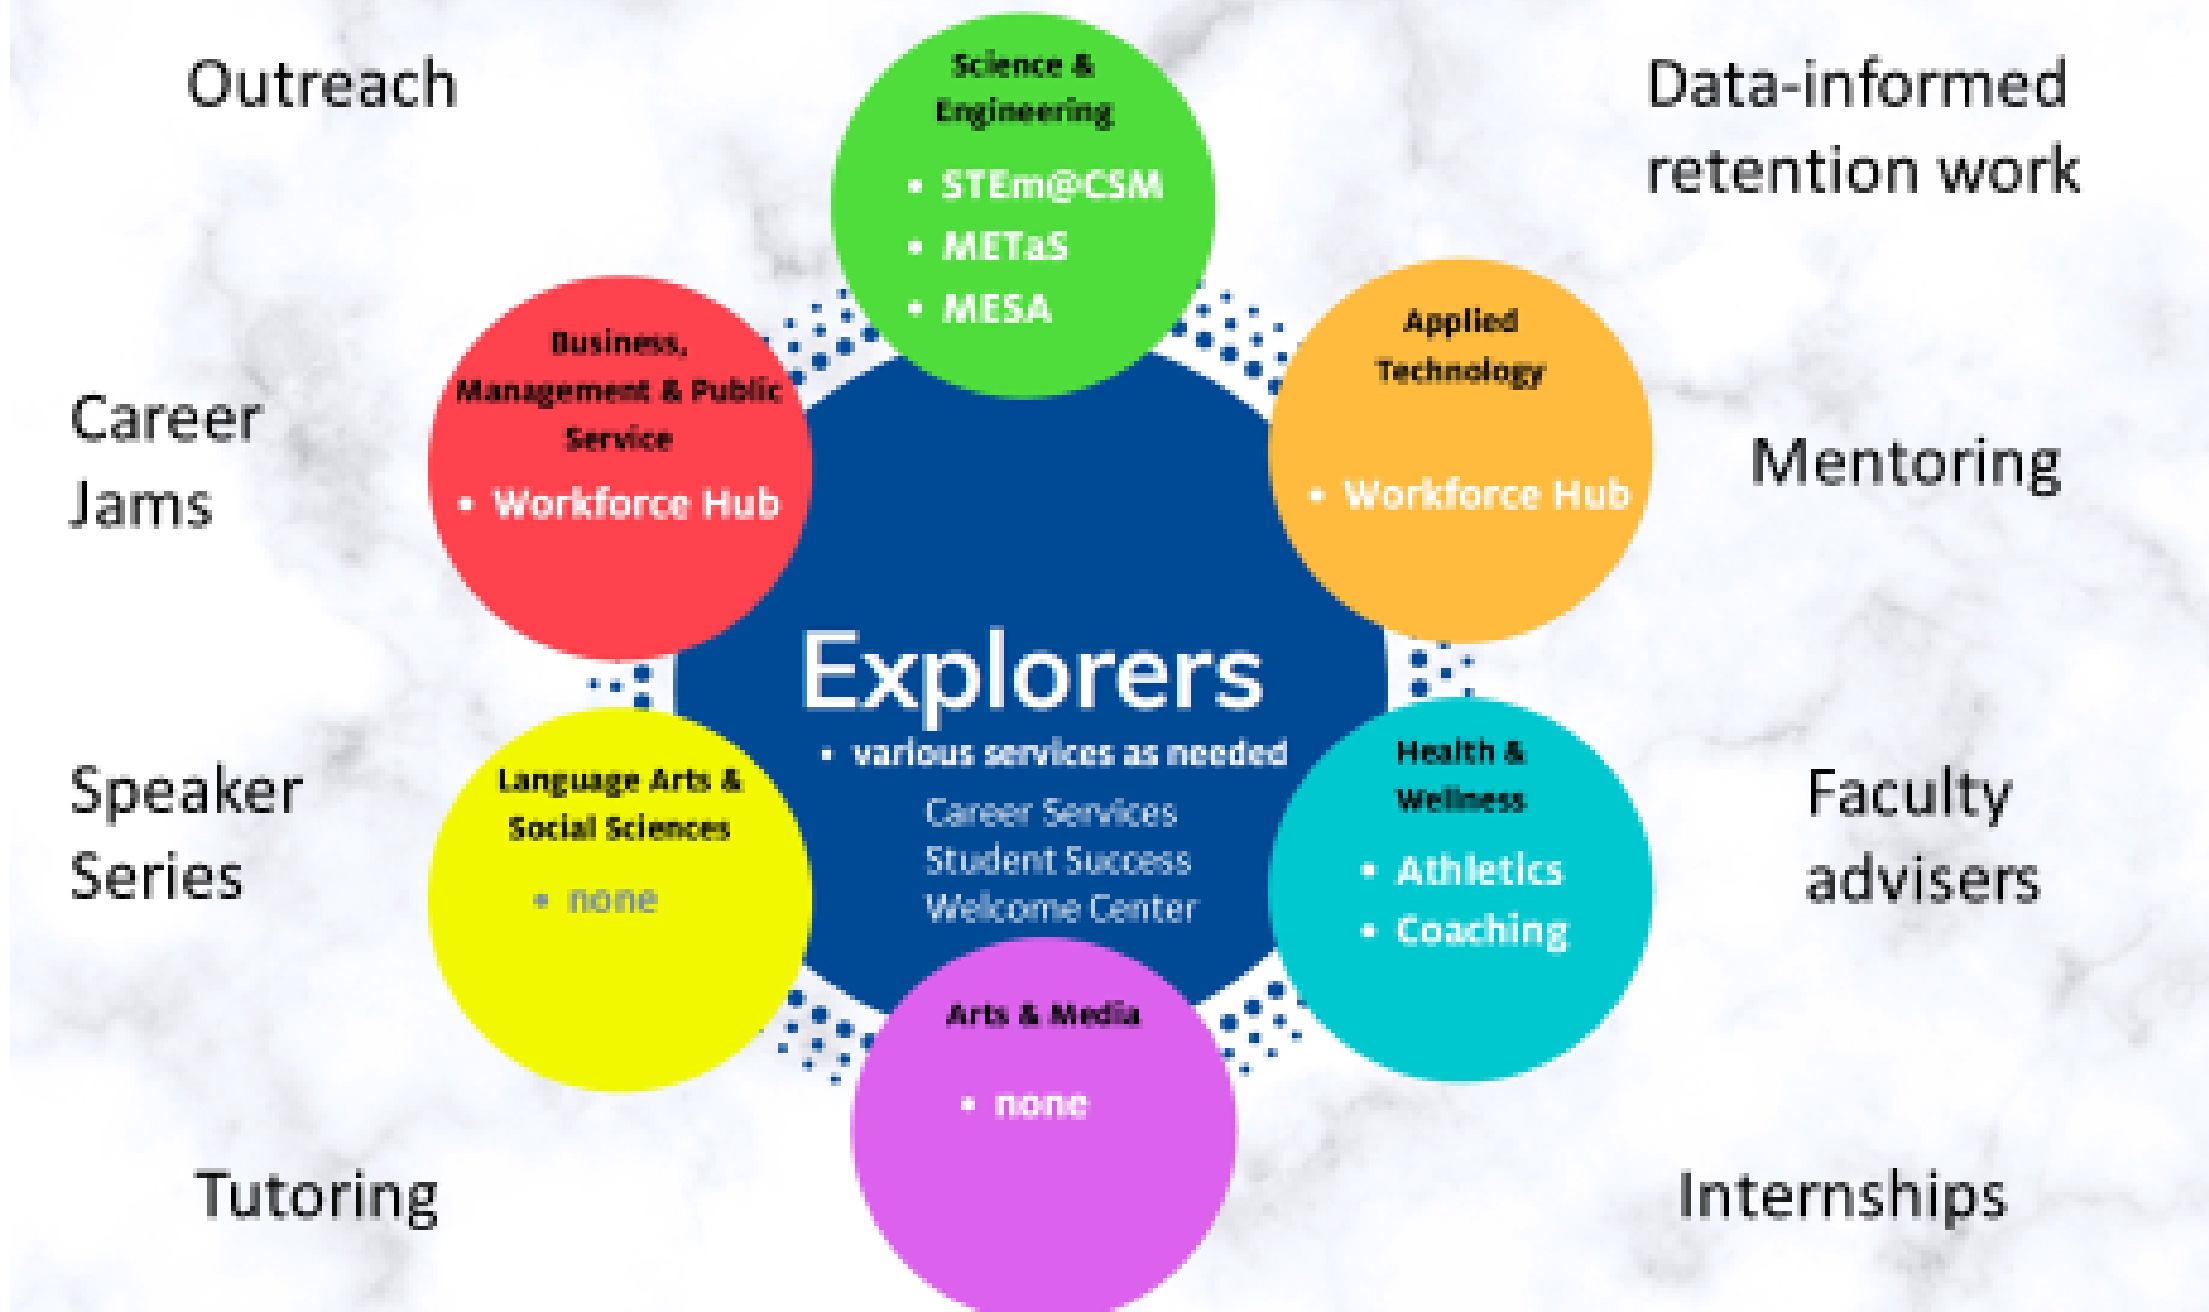 Outreach
Science &
Engineering
• STEm@CSM
• METaS
• MESA
Data-informed
retention work
Career
Jams
Business,
Management & Public
Service
• Workforce Hub
Applied
Technology
• Workforce Hub
Mentoring
Explorers
• various services as needed
Career Services
Student Success
Welcome Center
Speaker
Series
Language Arts &
Social Sciences
• none
Health &
Wellness
• Athletics
• Coaching
Faculty
advisers
Tutoring
Arts & Media
• none
Internships